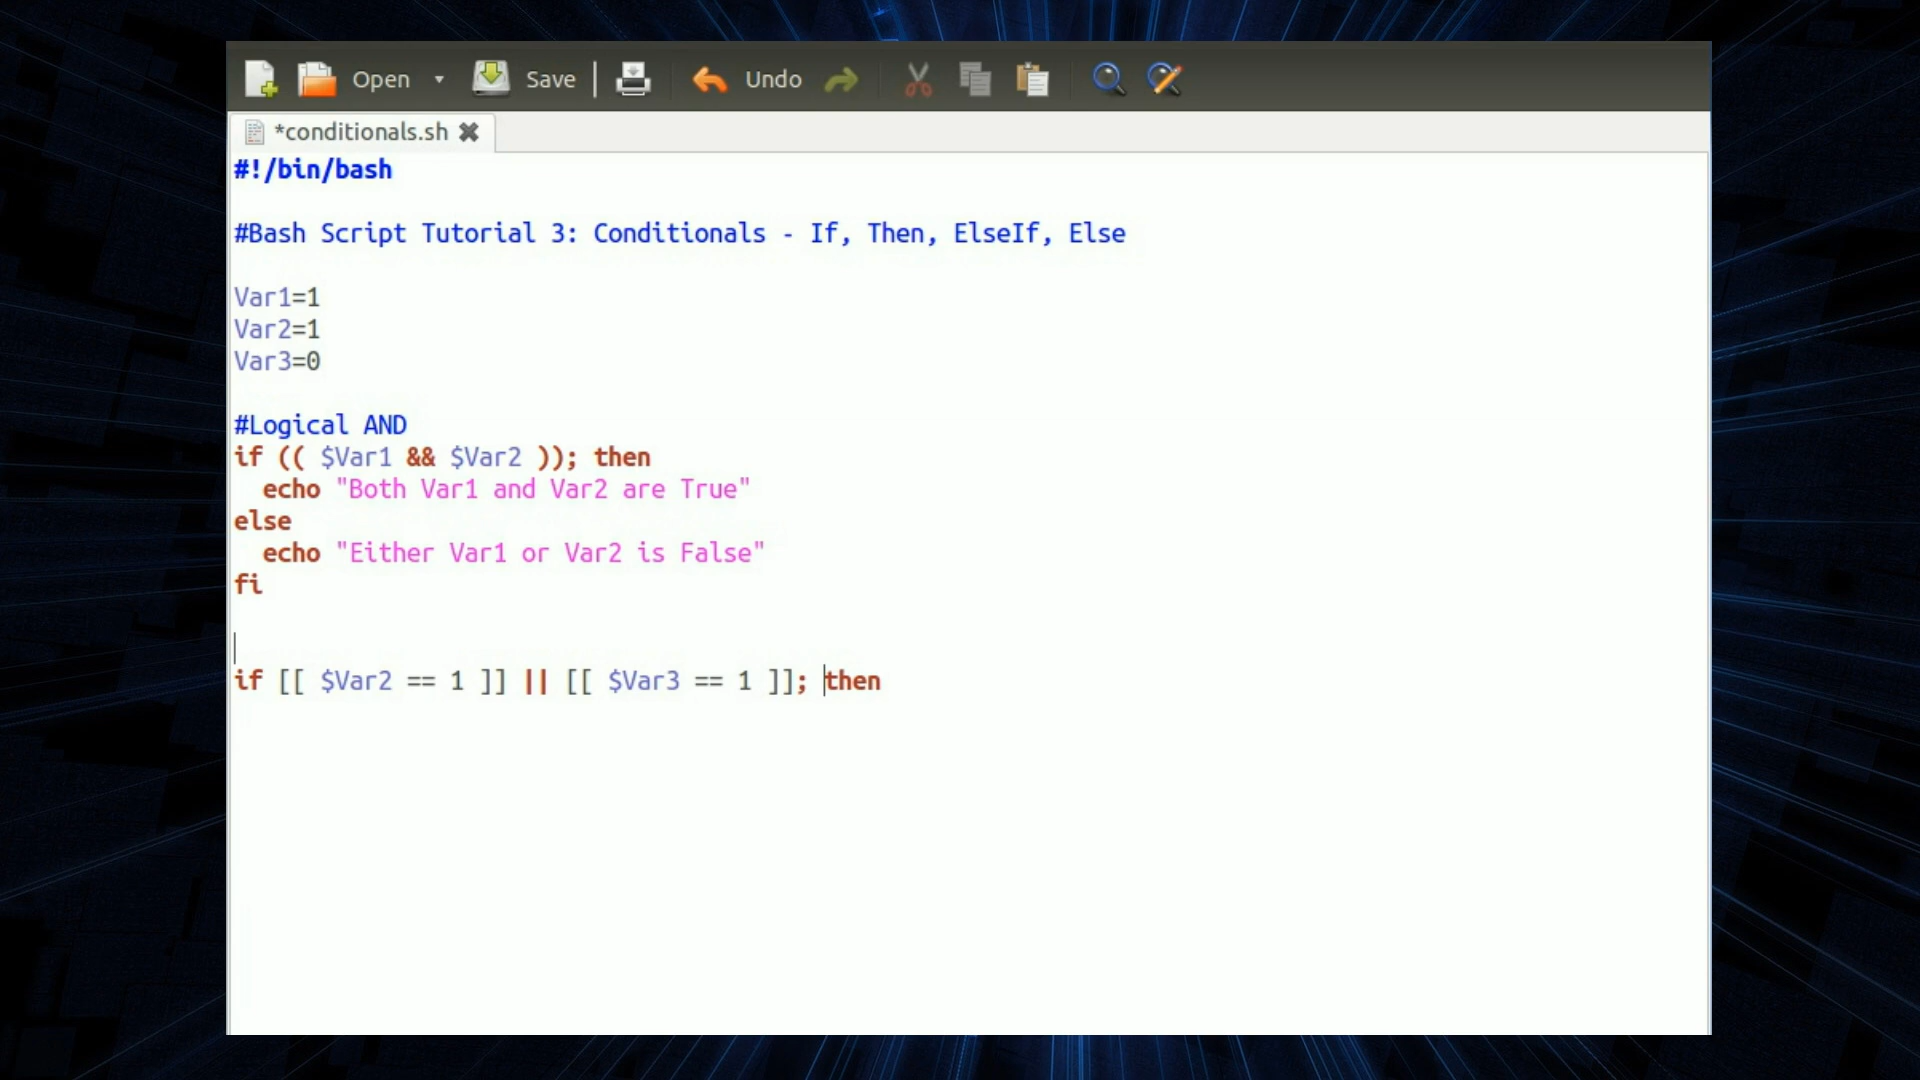 Open Save Undo
*conditionals.sh
#!/bin/bash
#Bash Script Tutorial 3: Conditionals - If, Then, ElseIf, Else
Var1=1
Var2=1
Var3=0
#Logical AND
if (( $Var1 && $Var2 )); then
  echo "Both Var1 and Var2 are True"
else
  echo "Either Var1 or Var2 is False"
fi
if [[ $Var2 == 1 ]] || [[ $Var3 == 1 ]]; then